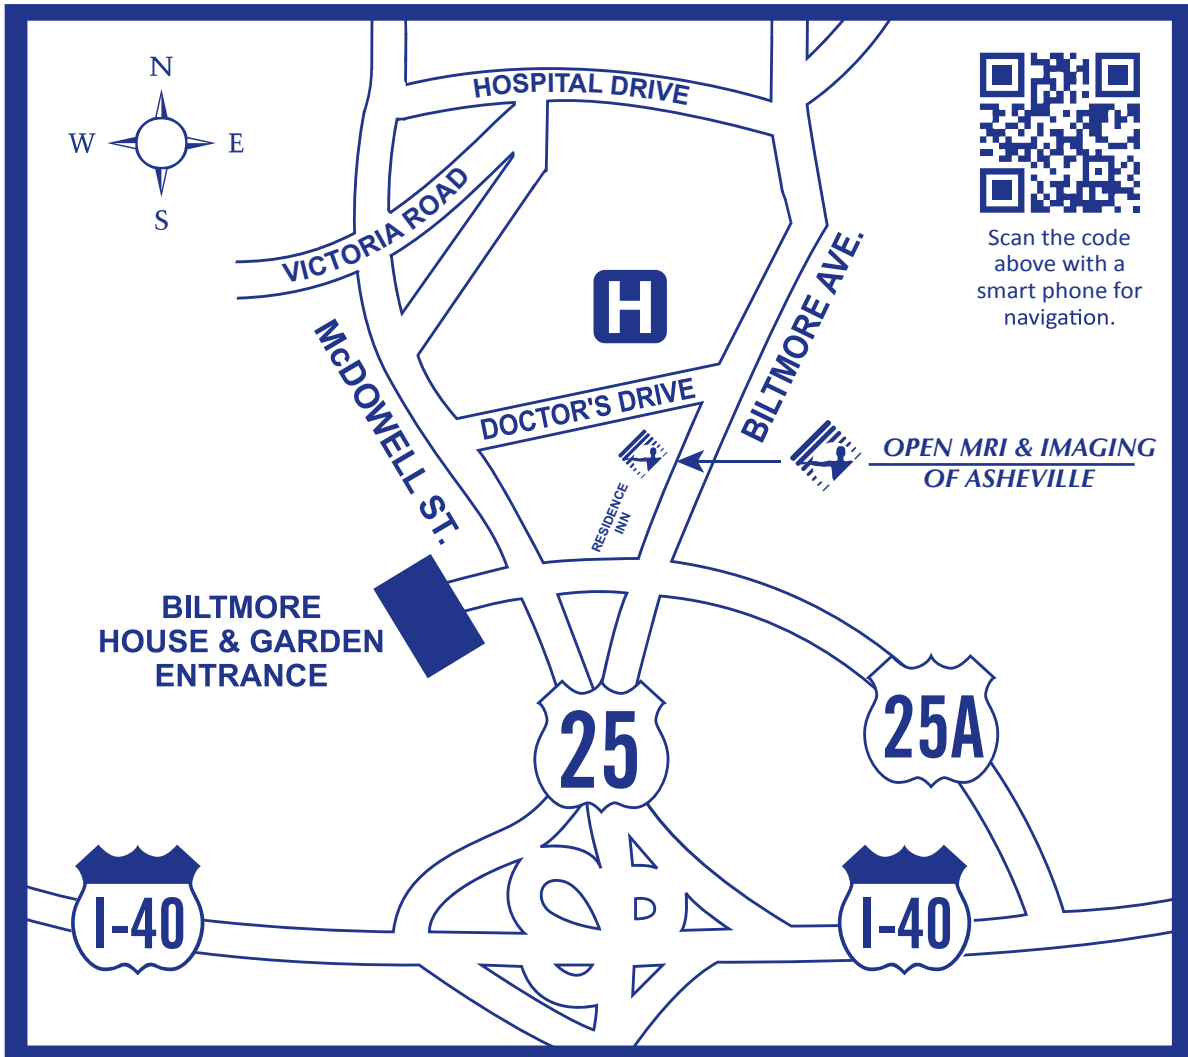 N
W
E
S
HOSPITAL DRIVE
VICTORIA ROAD
Scan the code
above with a
smart phone for
navigation.
H
McDOWELL ST.
BILTMORE AVE.
DOCTOR'S DRIVE
OPEN MRI & IMAGING
OF ASHEVILLE
RESIDENCE
INN
BILTMORE
HOUSE & GARDEN
ENTRANCE
25
25A
I-40
I-40